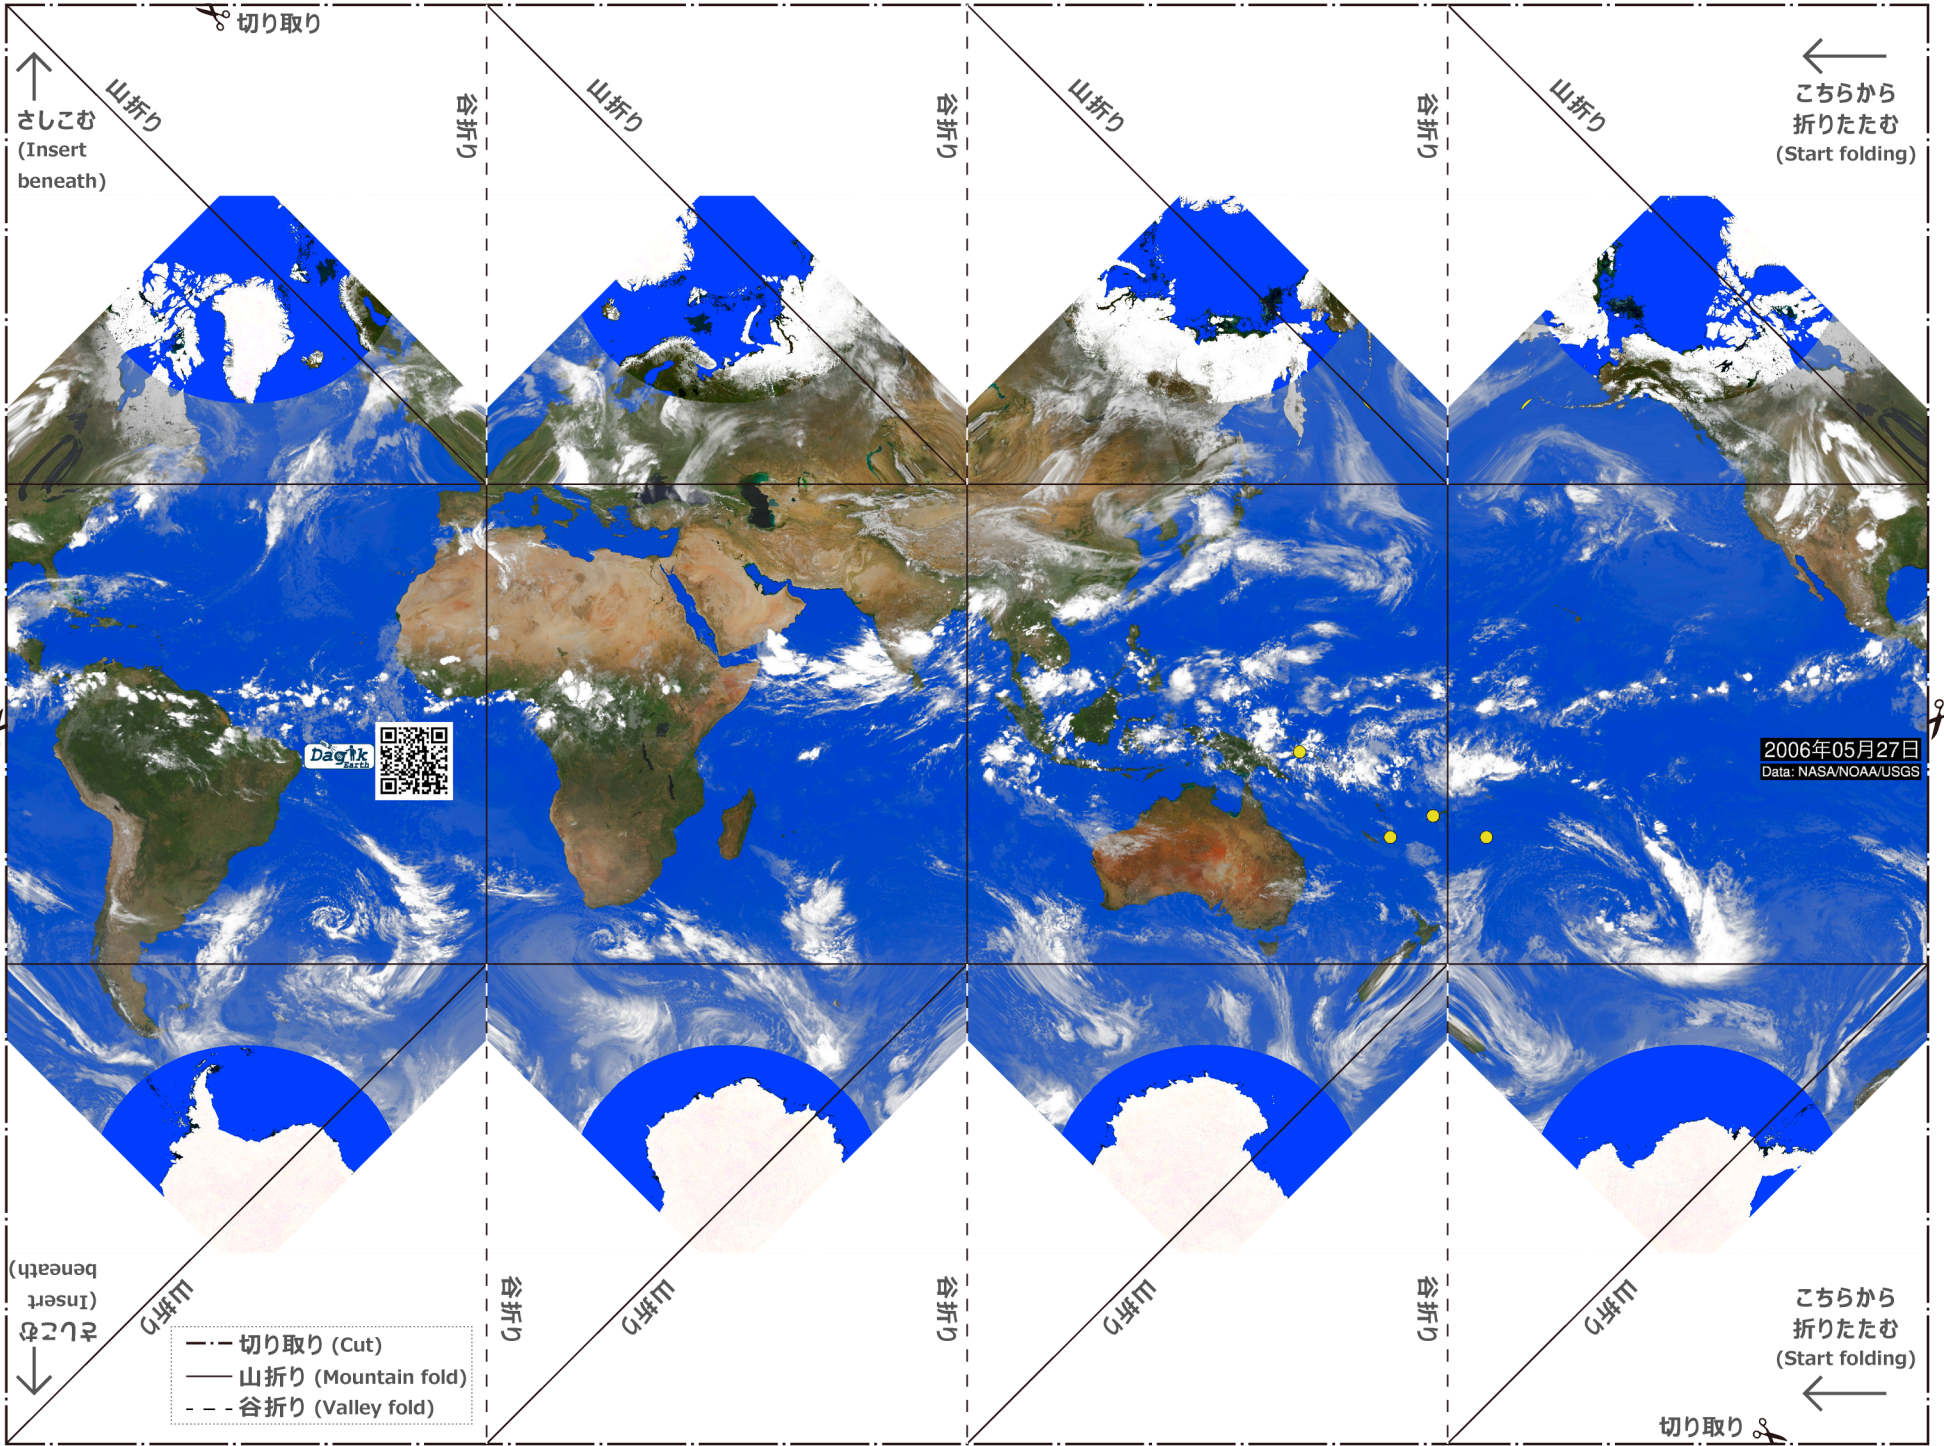 切り取り
山折り
谷折り
山折り
谷折り
山折り
谷折り
山折り
さしこむ
(Insert
beneath)
こちらから
折りたたむ
(Start folding)
Dagik
Earth
2006年05月27日
Data: NASA/NOAA/USGS
さしこむ
(Insert
beneath)
山折り
谷折り
山折り
谷折り
山折り
谷折り
山折り
こちらから
折りたたむ
(Start folding)
切り取り (Cut)
山折り (Mountain fold)
谷折り (Valley fold)
切り取り